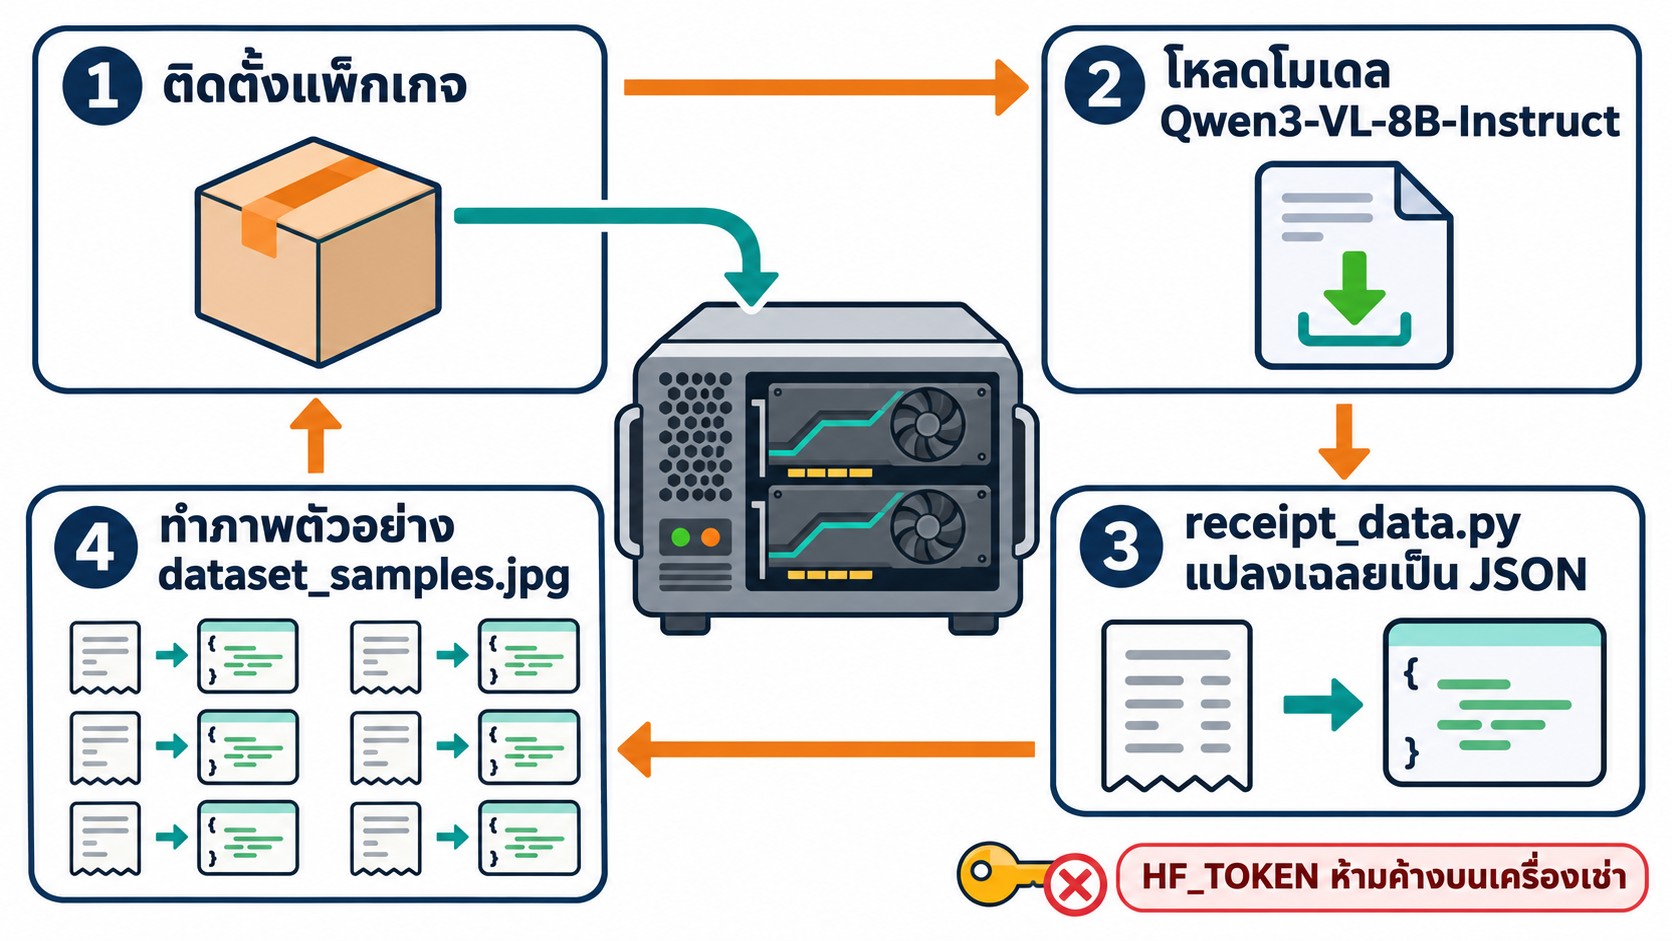 1 ติดตั้งแพ็กเกจ
2 โหลดโมเดล
Qwen3-VL-8B-Instruct
3 receipt_data.py
แปลงเฉลยเป็น JSON
{
}
4 ทำภาพตัวอย่าง
dataset_samples.jpg
{
}
{
}
{
}
{
}
{
}
{
}
HF_TOKEN ห้ามค้างบนเครื่องเช่า